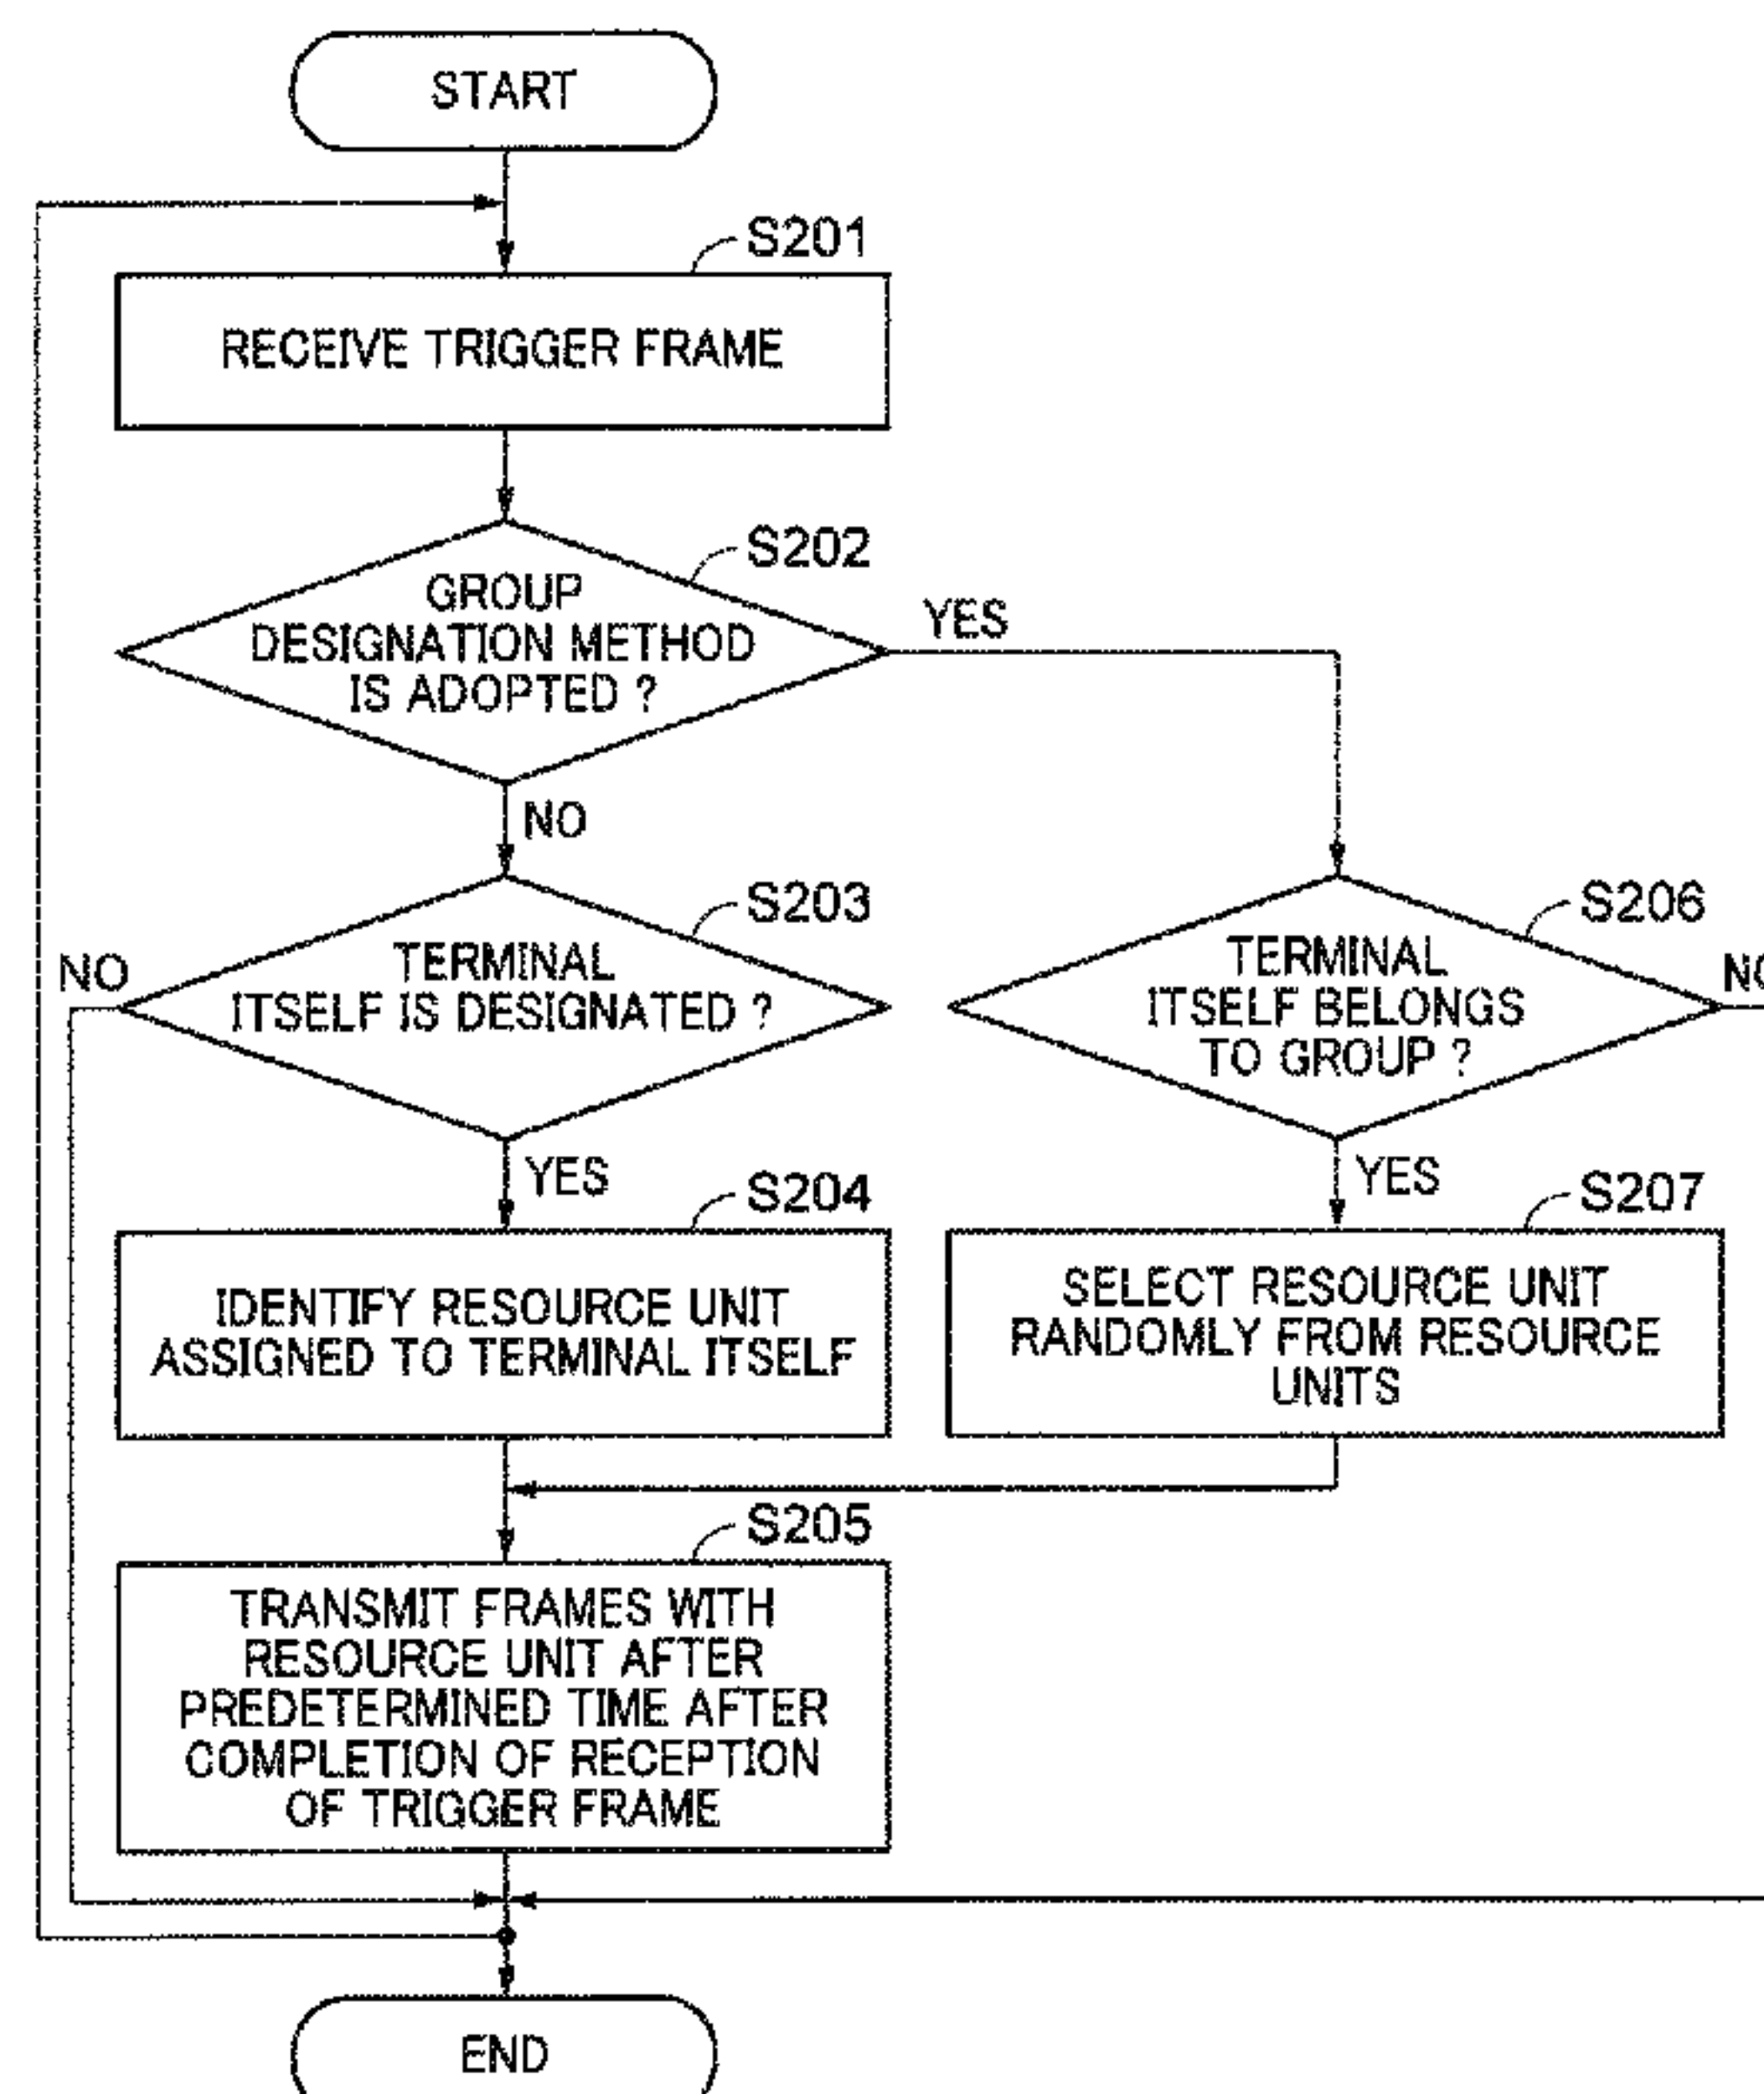 START
S201
RECEIVE TRIGGER FRAME
S202
GROUP
DESIGNATION METHOD
IS ADOPTED ?
YES
NO
S203
TERMINAL
ITSELF IS DESIGNATED ?
NO
YES
S206
TERMINAL
ITSELF BELONGS
TO GROUP ?
NO
YES
S204
IDENTIFY RESOURCE UNIT
ASSIGNED TO TERMINAL ITSELF
S207
SELECT RESOURCE UNIT
RANDOMLY FROM RESOURCE
UNITS
S205
TRANSMIT FRAMES WITH
RESOURCE UNIT AFTER
PREDETERMINED TIME AFTER
COMPLETION OF RECEPTION
OF TRIGGER FRAME
END